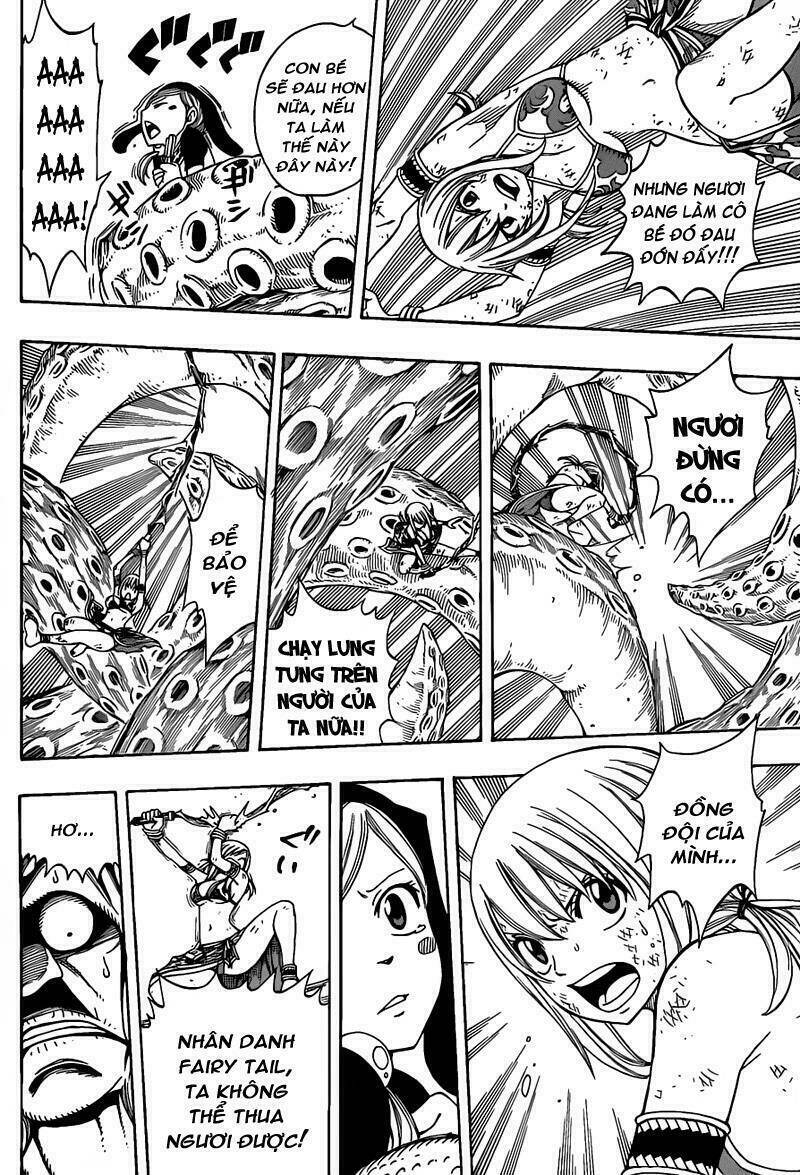 NHƯNG NGƯƠI
ĐANG LÀM CÔ
BÉ ĐÓ ĐAU
ĐỚN ĐẤY!!!
CON BÉ
SẼ ĐAU HƠN
NỮA, NẾU
TA LÀM
THẾ NÀY
ĐÂY NÀY!
AAA
AAA
AAA
AAA!
NGƯƠI
ĐỪNG
CÓ...
CHẠY LUNG
TUNG TRÊN
NGƯỜI CỦA
TA NỮA!!
ĐỂ
BẢO
VỆ
ĐỒNG
ĐỘI CỦA
MÌNH...
NHÂN DANH
FAIRY TAIL,
TA KHÔNG
THỂ THUA
NGƯƠI ĐƯỢC!
HƠ...